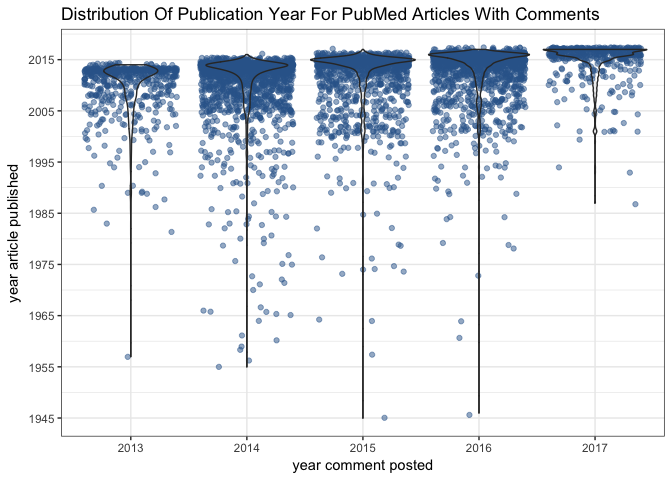 Distribution Of Publication Year For PubMed Articles With Comments
year article published
2015
2005
1995
1985
1975
1965
1955
1945
2013 2014 2015 2016 2017
year comment posted